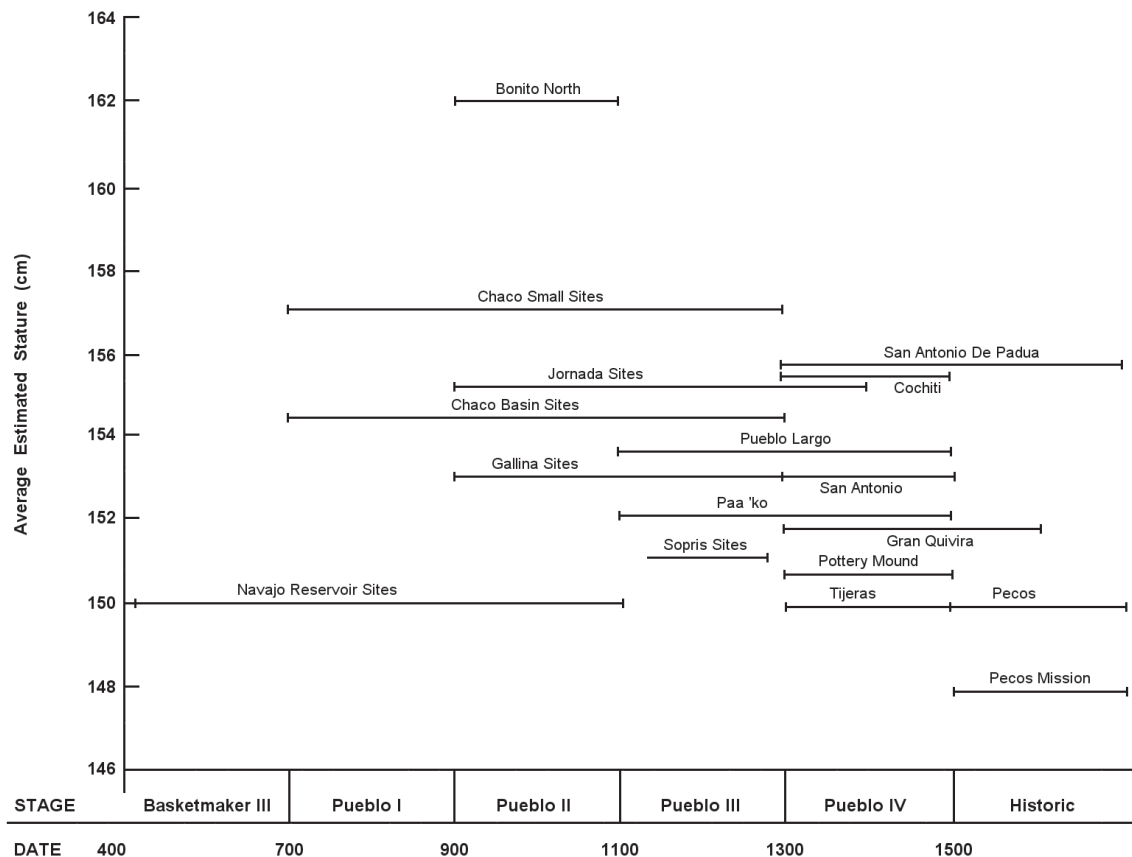 164
Bonito North
162
160
158
Chaco Small Sites
156
San Antonio De Padua
Jornada Sites
Cochiti
Chaco Basin Sites
154
Pueblo Largo
Gallina Sites
San Antonio
152
Paa 'ko
Gran Quivira
Sopris Sites
Pottery Mound
Navajo Reservoir Sites
150
Tijeras
Pecos
148
Pecos Mission
146
Average Estimated Stature (cm)
STAGE Basketmaker III Pueblo I Pueblo II Pueblo III Pueblo IV Historic
DATE 400 700 900 1100 1300 1500